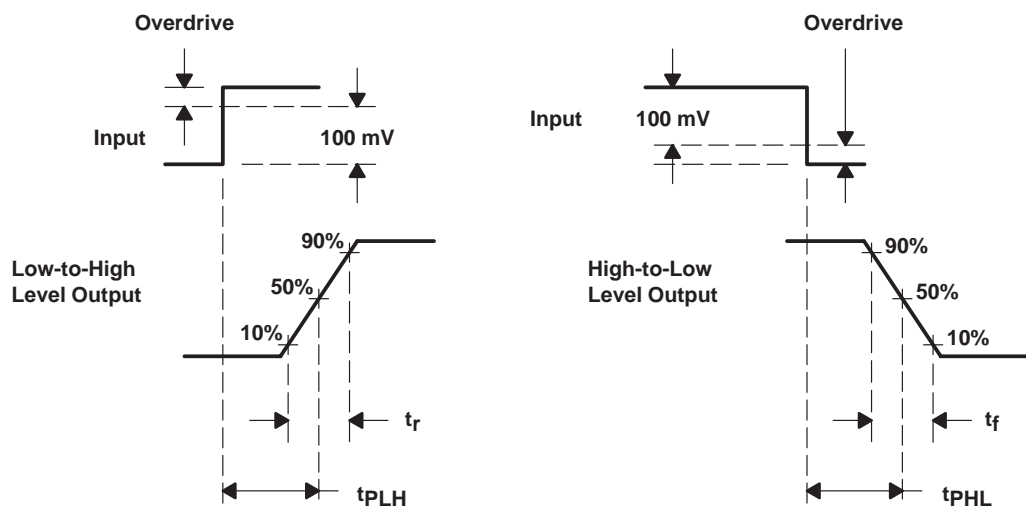 Overdrive
Input
100 mV
90%
Low-to-High
Level Output
50%
10%
tr
tPLH
Overdrive
Input
100 mV
90%
High-to-Low
Level Output
50%
10%
tf
tPHL